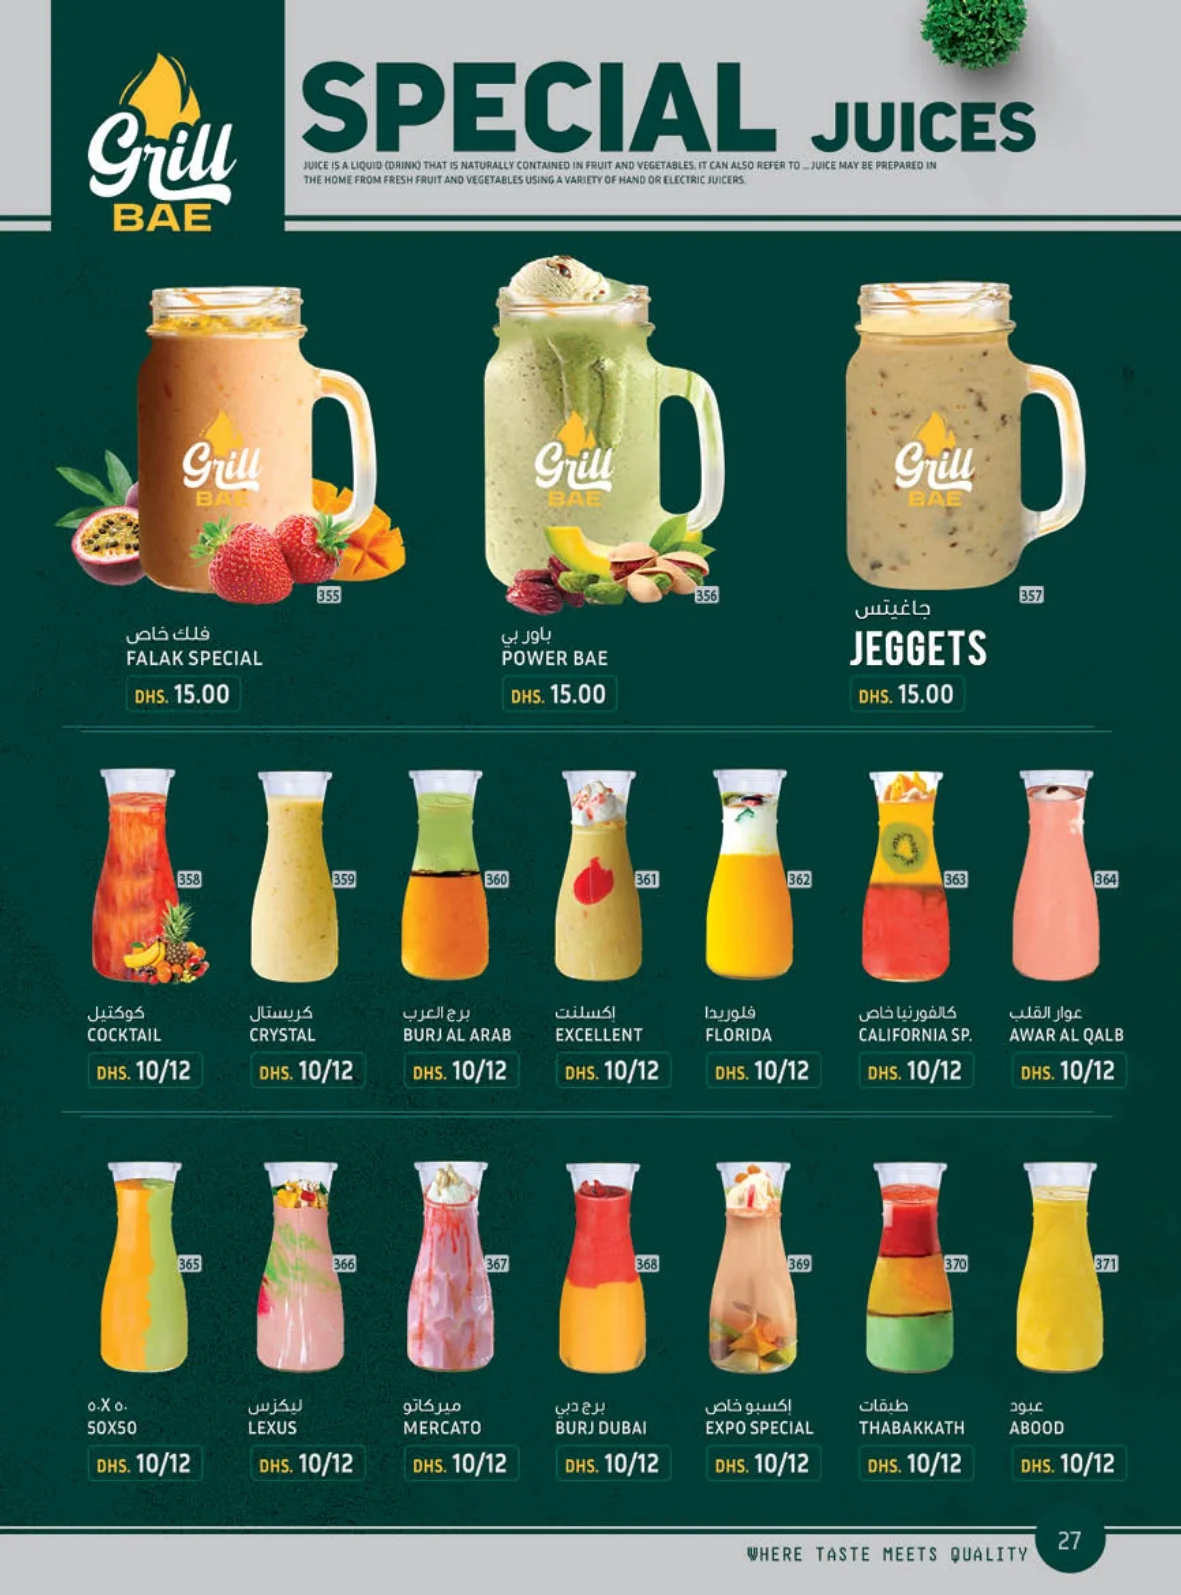 Grill
BAE
SPECIAL JUICES
JUICE IS A LIQUID (DRINK) THAT IS NATURALLY CONTAINED IN FRUIT AND VEGETABLES. IT CAN ALSO REFER TO ... JUICE MAY BE PREPARED IN
THE HOME FROM FRESH FRUIT AND VEGETABLES USING A VARIETY OF HAND OR ELECTRIC JUICERS.
Grill
BAE
Grill
BAE
Grill
BAE
355
356
357
فلك خاص
FALAK SPECIAL
DHS. 15.00
باور بي
POWER BAE
DHS. 15.00
جاغيتس
JEGGETS
DHS. 15.00
358
359
360
361
362
363
364
كوكتيل
COCKTAIL
DHS. 10/12
كريستال
CRYSTAL
DHS. 10/12
برج العرب
BURJ AL ARAB
DHS. 10/12
إكسلنت
EXCELLENT
DHS. 10/12
فلوريدا
FLORIDA
DHS. 10/12
كالفورنيا خاص
CALIFORNIA SP.
DHS. 10/12
عوار القلب
AWAR AL QALB
DHS. 10/12
365
366
367
368
369
370
371
٥٠X ٥٠
50X50
DHS. 10/12
ليكزس
LEXUS
DHS. 10/12
ميركاتو
MERCATO
DHS. 10/12
برج دبي
BURJ DUBAI
DHS. 10/12
إكسبو خاص
EXPO SPECIAL
DHS. 10/12
طبقات
THABAKKATH
DHS. 10/12
عبود
ABOOD
DHS. 10/12
WHERE TASTE MEETS QUALITY
27